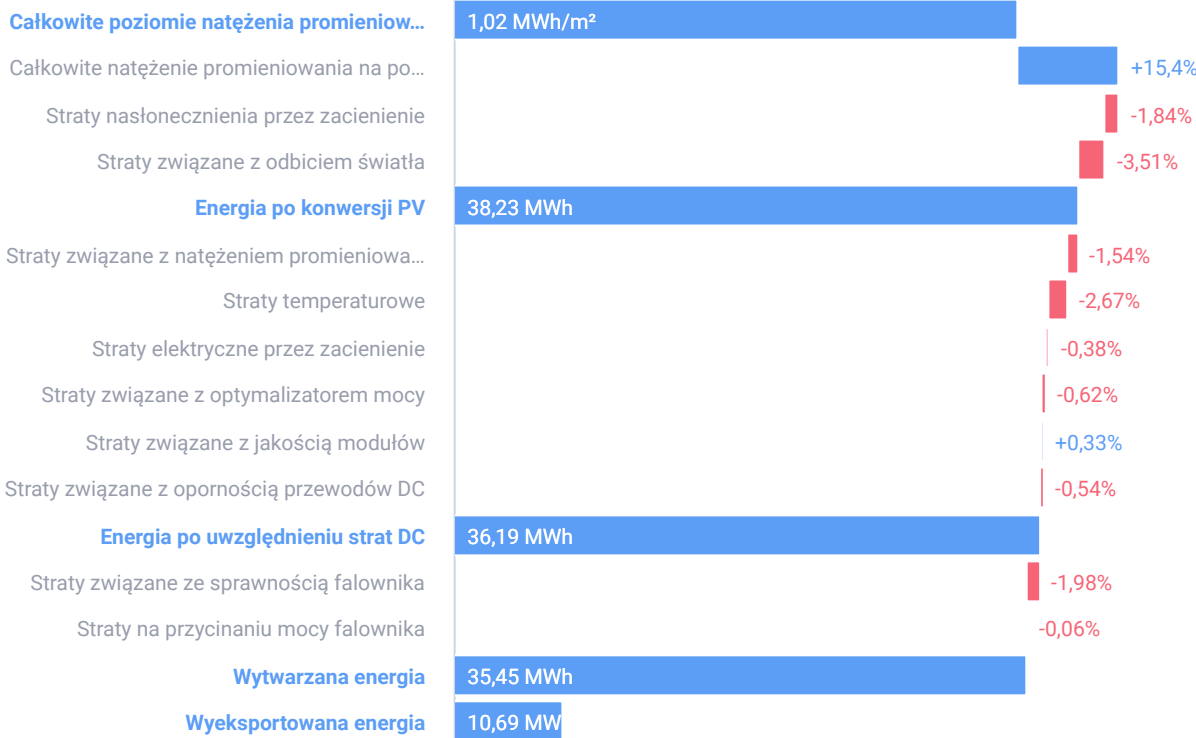 Całkowite poziomie natężenia promieniow... 1,02 MWh/m²
Całkowite natężenie promieniowania na po... +15,4%
Straty nasłonecznienia przez zacienienie -1,84%
Straty związane z odbiciem światła -3,51%
Energia po konwersji PV 38,23 MWh
Straty związane z natężeniem promieniowa... -1,54%
Straty temperaturowe -2,67%
Straty elektryczne przez zacienienie -0,38%
Straty związane z optymalizatorem mocy -0,62%
Straty związane z jakością modułów +0,33%
Straty związane z opornością przewodów DC -0,54%
Energia po uwzględnieniu strat DC 36,19 MWh
Straty związane ze sprawnością falownika -1,98%
Straty na przycinaniu mocy falownika -0,06%
Wytwarzana energia 35,45 MWh
Wyeksportowana energia 10,69 MW